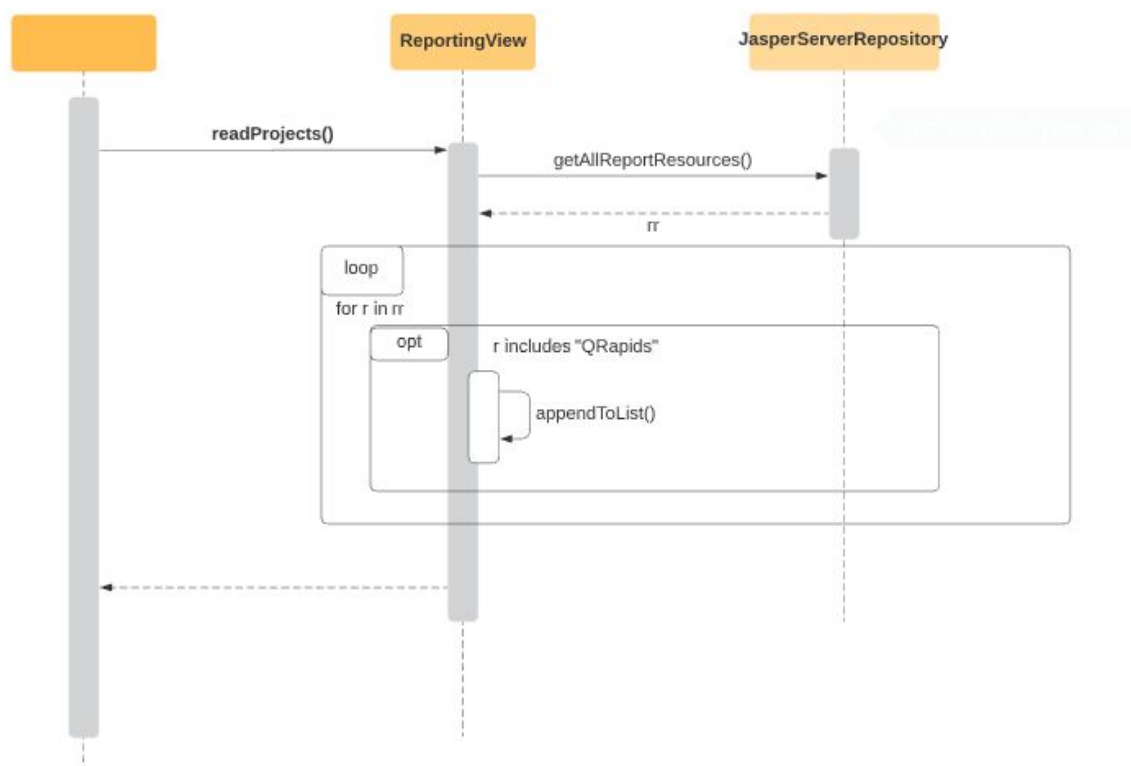 ReportingView
JasperServerRepository
readProjects()
getAllReportResources()
rr
loop
for r in rr
opt
r includes "QRapids"
appendToList()